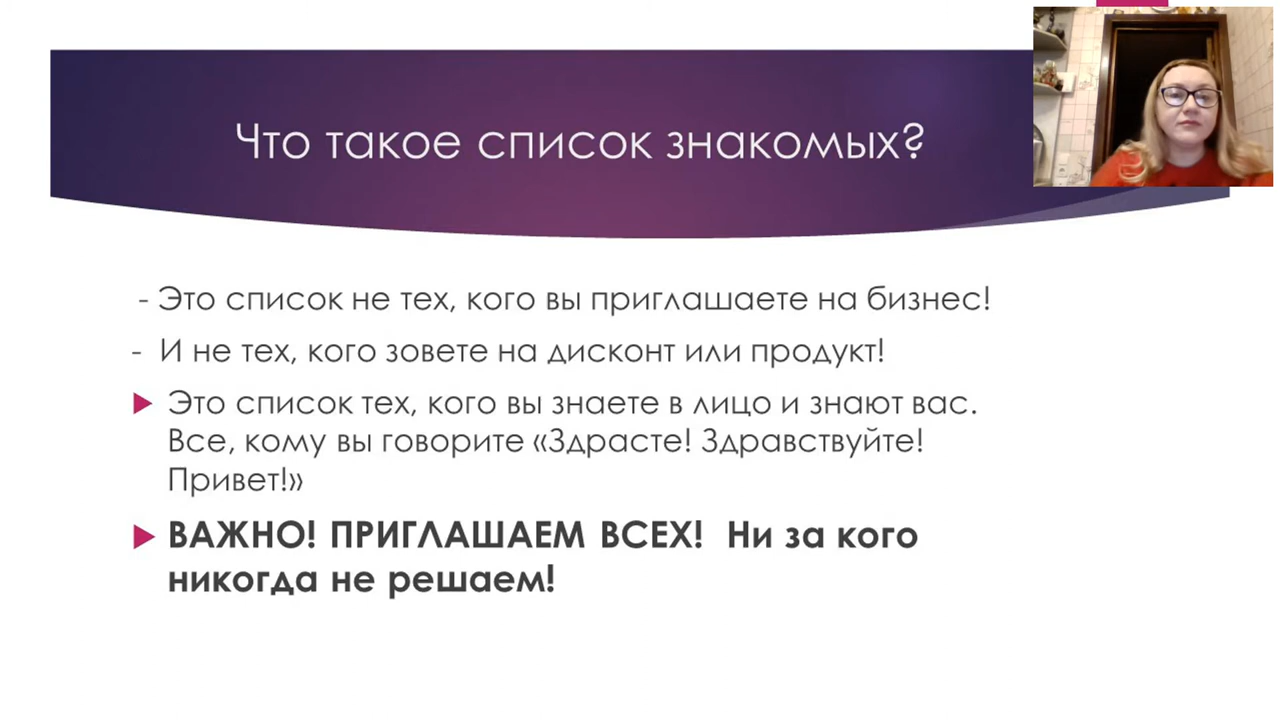 Что такое список знакомых?
- Это список не тех, кого вы приглашаете на бизнес!
- И не тех, кого зовете на дисконт или продукт!
Это список тех, кого вы знаете в лицо и знают вас.
Все, кому вы говорите «Здрасте! Здравствуйте!
Привет!»
ВАЖНО! ПРИГЛАШАЕМ ВСЕХ! Ни за кого
никогда не решаем!